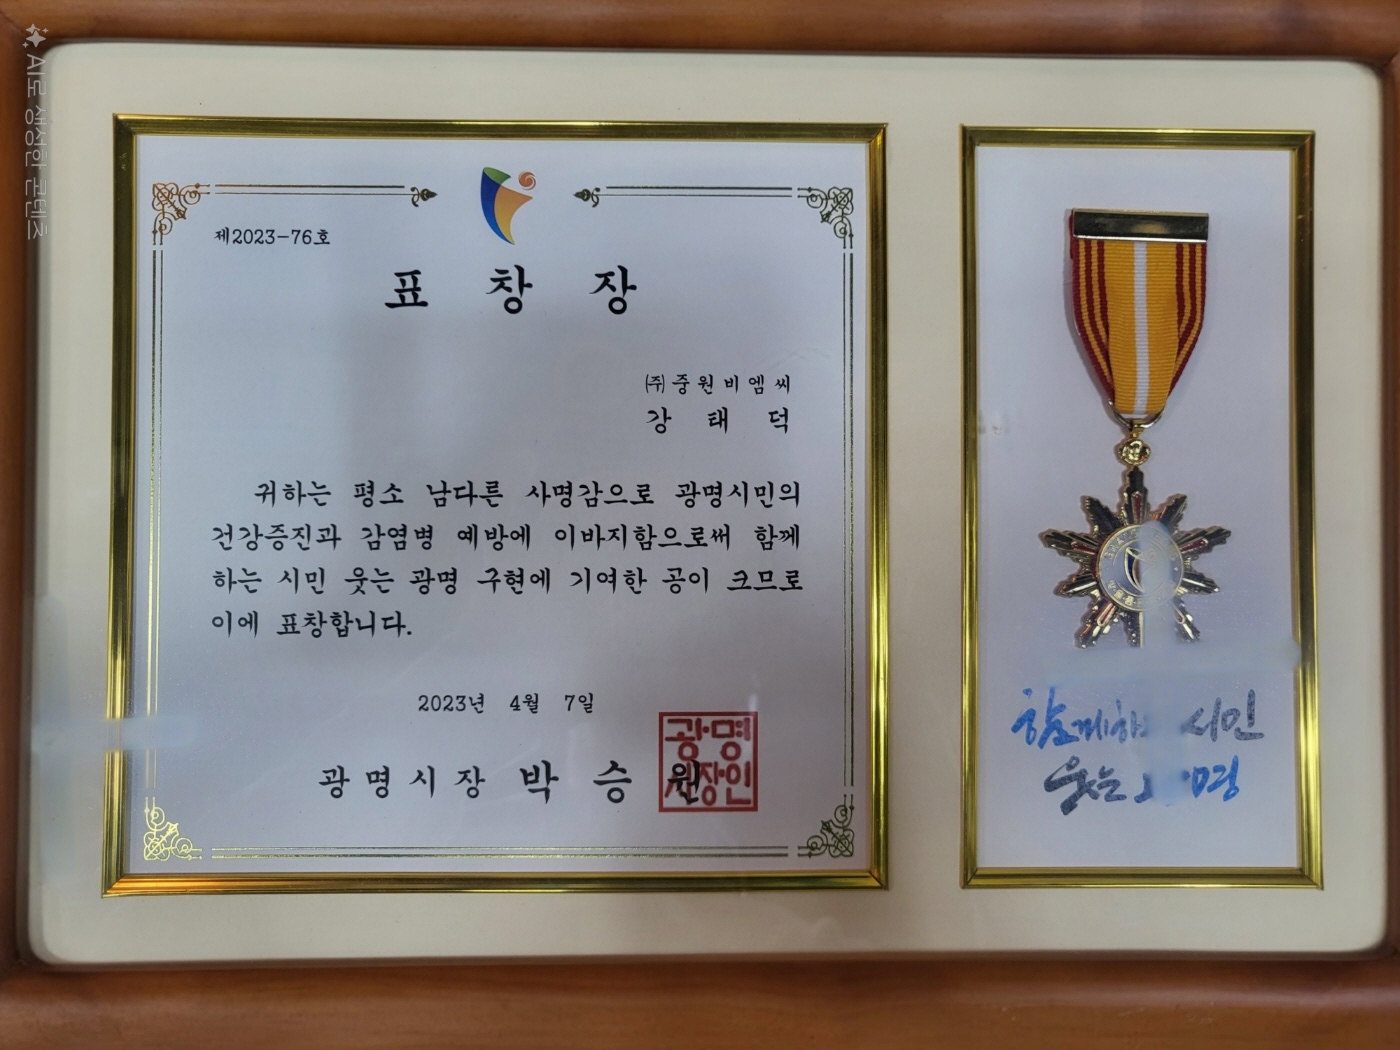 AI로 생성한 콘텐츠
제2023-76호
표 창 장
㈜중원비엠씨
강 태 덕
귀하는 평소 남다른 사명감으로 광명시민의
건강증진과 감염병 예방에 이바지함으로써 함께
하는 시민 웃는 광명 구현에 기여한 공이 크므로
이에 표창합니다.
2023년 4월 7일
광명시장 박 승 원
광명
시장인
시민
웃는